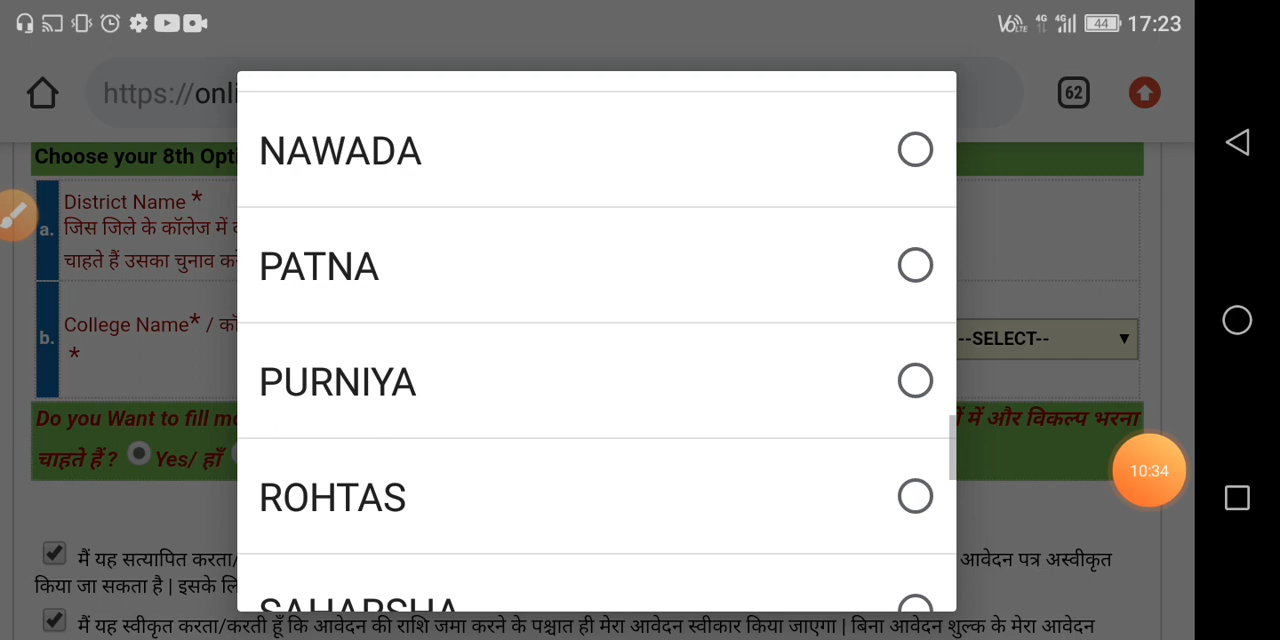 17:23
44
https://onli
62
Choose your 8th Opti
a.
District Name *
जिस जिले के कॉलेज में
चाहते हैं उसका चुनाव
b.
College Name* /
*
--SELECT--
NAWADA
PATNA
PURNIYA
ROHTAS
SAHARSHA
Do you Want to fill
में और विकल्प भरना
चाहते हैं ? Yes/ हाँ
10:34
मैं यह सत्यापित करता/
आवेदन पत्र अस्वीकृत
किया जा सकता है | इसके
मैं यह स्वीकृत करता/करती हूँ कि आवेदन की राशि जमा करने के पश्चात ही मेरा आवेदन स्वीकार किया जाएगा | बिना आवेदन शुल्क के मेरा आवेदन